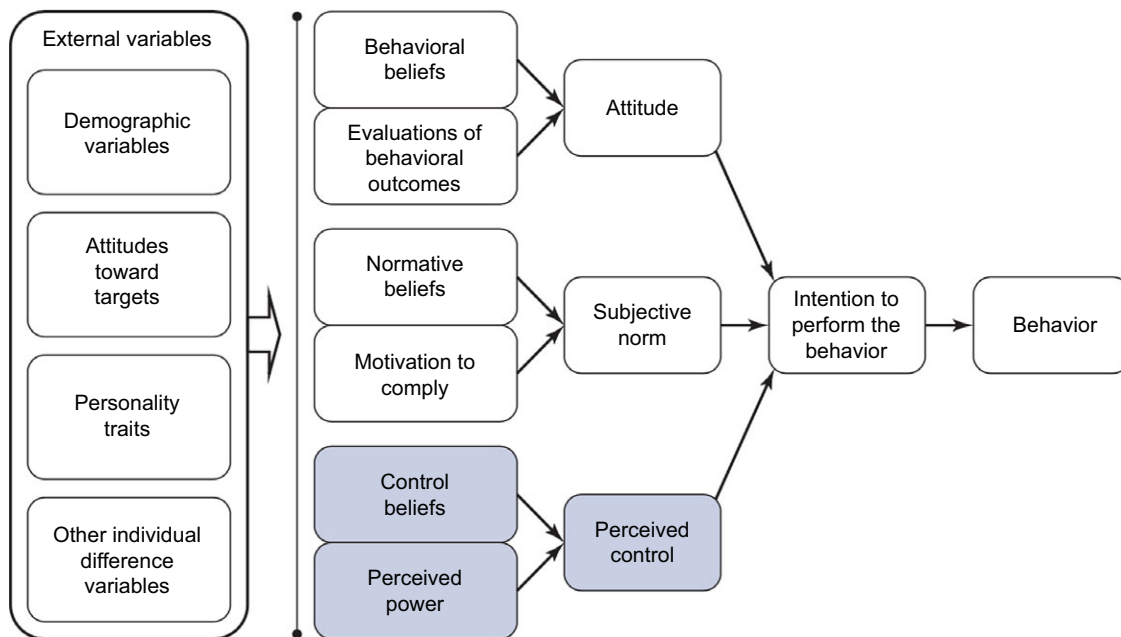 External variables
Demographic
variables
Attitudes
toward
targets
Personality
traits
Other individual
difference
variables
Behavioral
beliefs
Evaluations of
behavioral
outcomes
Normative
beliefs
Motivation to
comply
Control
beliefs
Perceived
power
Attitude
Subjective
norm
Perceived
control
Intention to
perform the
behavior
Behavior